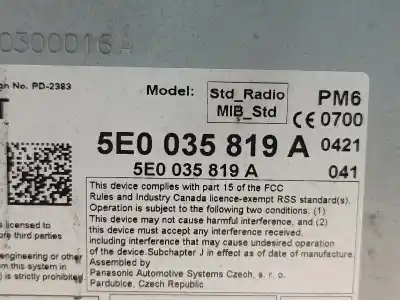 0300016A
on No. PD-2383
Model: Std_Radio PM6
MIB_Std CE 0700
T
5E0 035 819 A 0421
5E0 035 819 A 041
This device complies with part 15 of the FCC
Rules and Industry Canada licence-exempt RSS standard(s).
Operation is subject to the following two conditions. (1)
This device may not cause harmful interference, and (2)
this device must accept any interference received,
including interference that may cause undesired
operation of the device.Subchapter J in effect as of date of manufacture.
Assembled by
Panasonic Automotive Systems Czech, s. r. o.
Pardubice, Czech Republic
is licensed to
ore third parties
engineering or other
m this system in
) is strictly prohibited